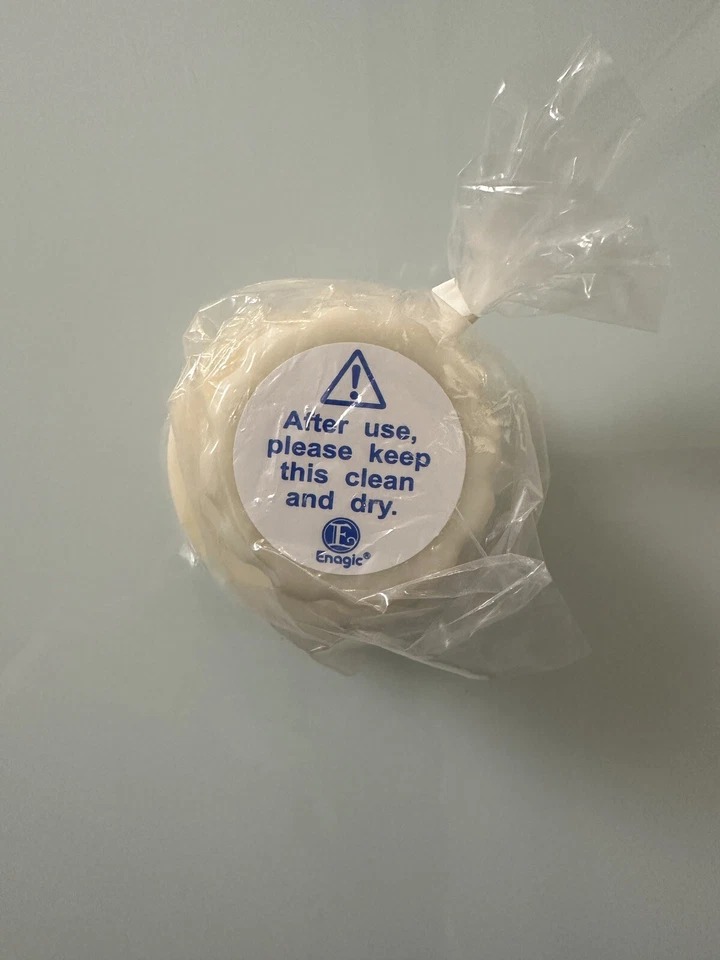 After use,
please keep
this clean
and dry.
E
Enagic®